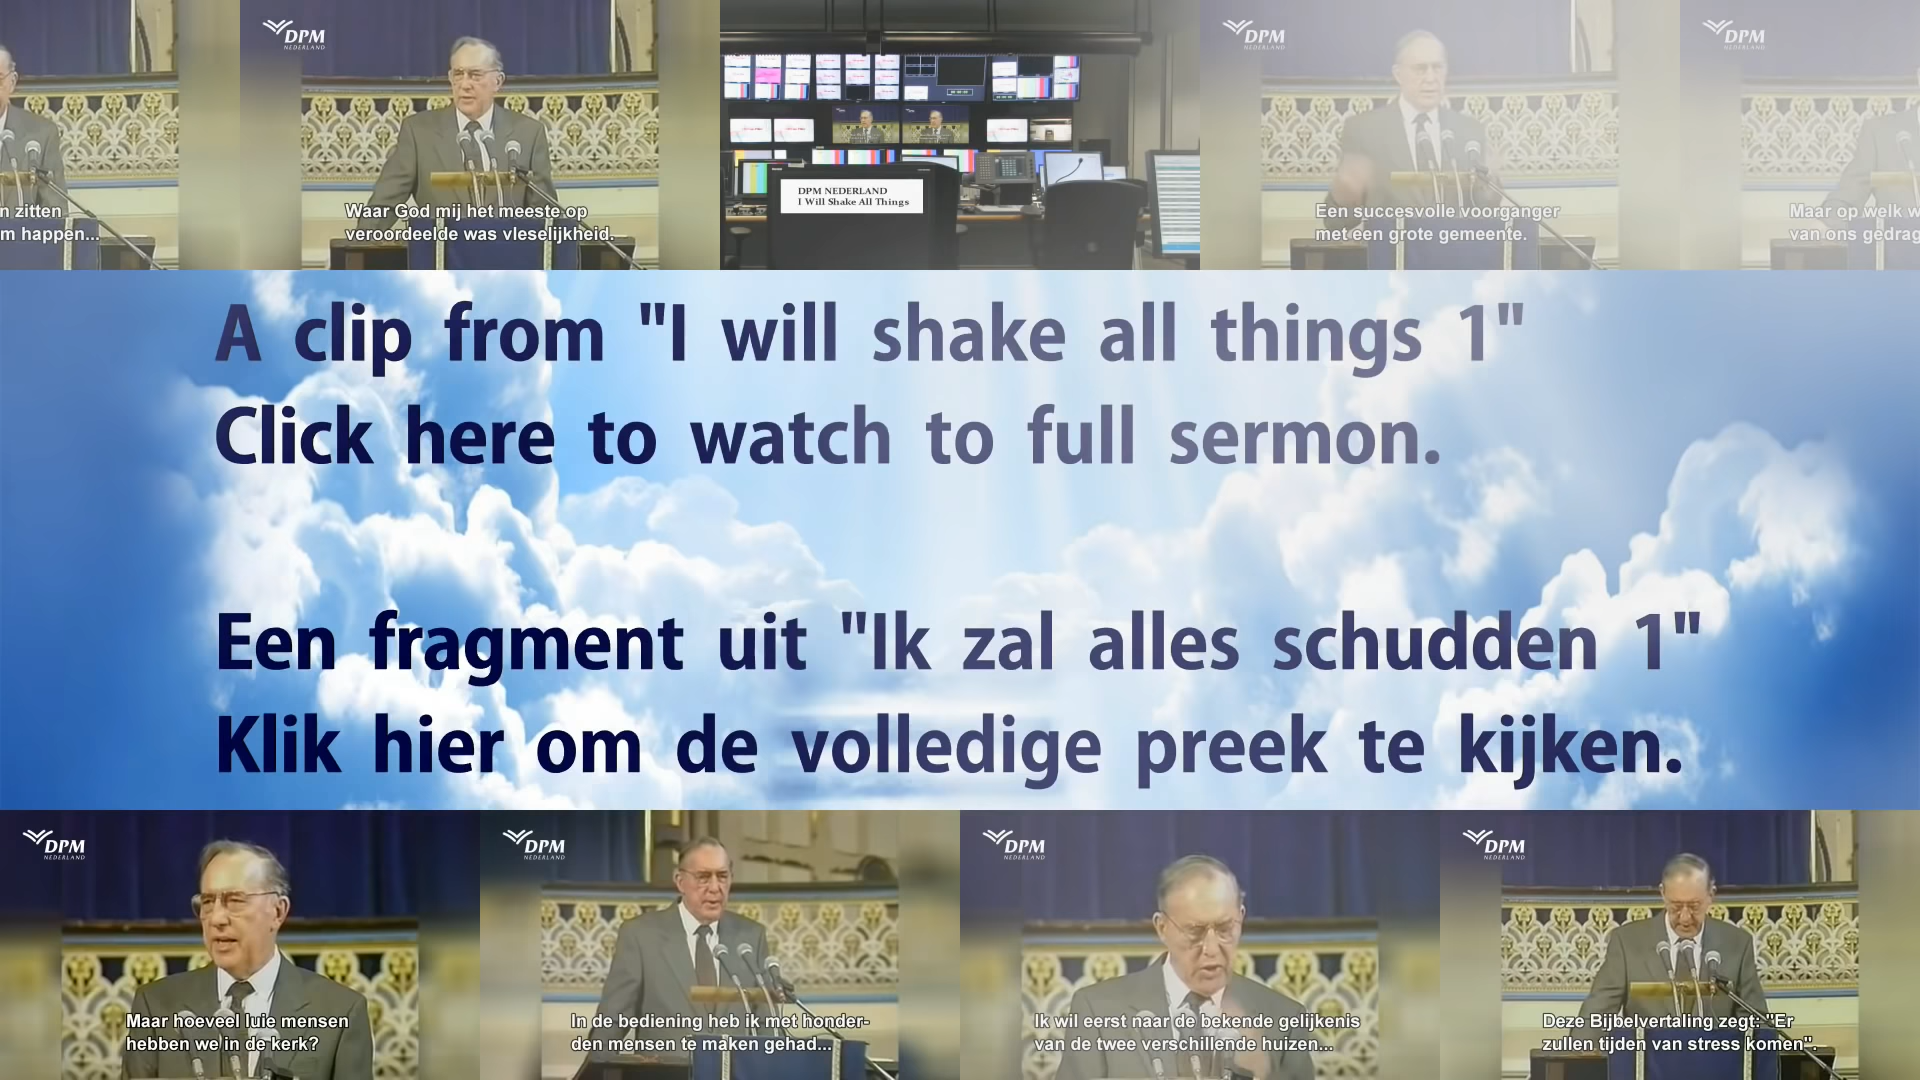 n zitten
m happen...
DPM
NEDERLAND
Waar God mij het meeste op
veroordeelde was vleselijkheid.
DPM NEDERLAND
I Will Shake All Things
DPM
NEDERLAND
Een succesvolle voorganger
met een grote gemeente.
DPM
NEDERLAND
Maar op welk w
van ons gedrag
A clip from "I will shake all things 1"
Click here to watch to full sermon.
Een fragment uit "Ik zal alles schudden 1"
Klik hier om de volledige preek te kijken.
DPM
NEDERLAND
Maar hoeveel luie mensen
hebben we in de kerk?
DPM
NEDERLAND
In de bediening heb ik met honder-
den mensen te maken gehad...
DPM
NEDERLAND
Ik wil eerst naar de bekende gelijkenis
van de twee verschillende huizen...
DPM
NEDERLAND
Deze Bijbelvertaling zegt: "Er
zullen tijden van stress komen".